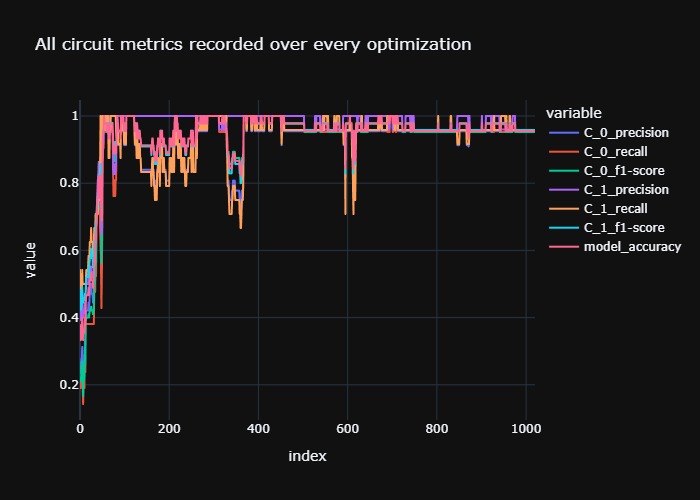 All circuit metrics recorded over every optimization
variable
C_0_precision
C_0_recall
C_0_f1-score
C_1_precision
C_1_recall
C_1_f1-score
model_accuracy
value
1
0.8
0.6
0.4
0.2
0 200 400 600 800 1000
index